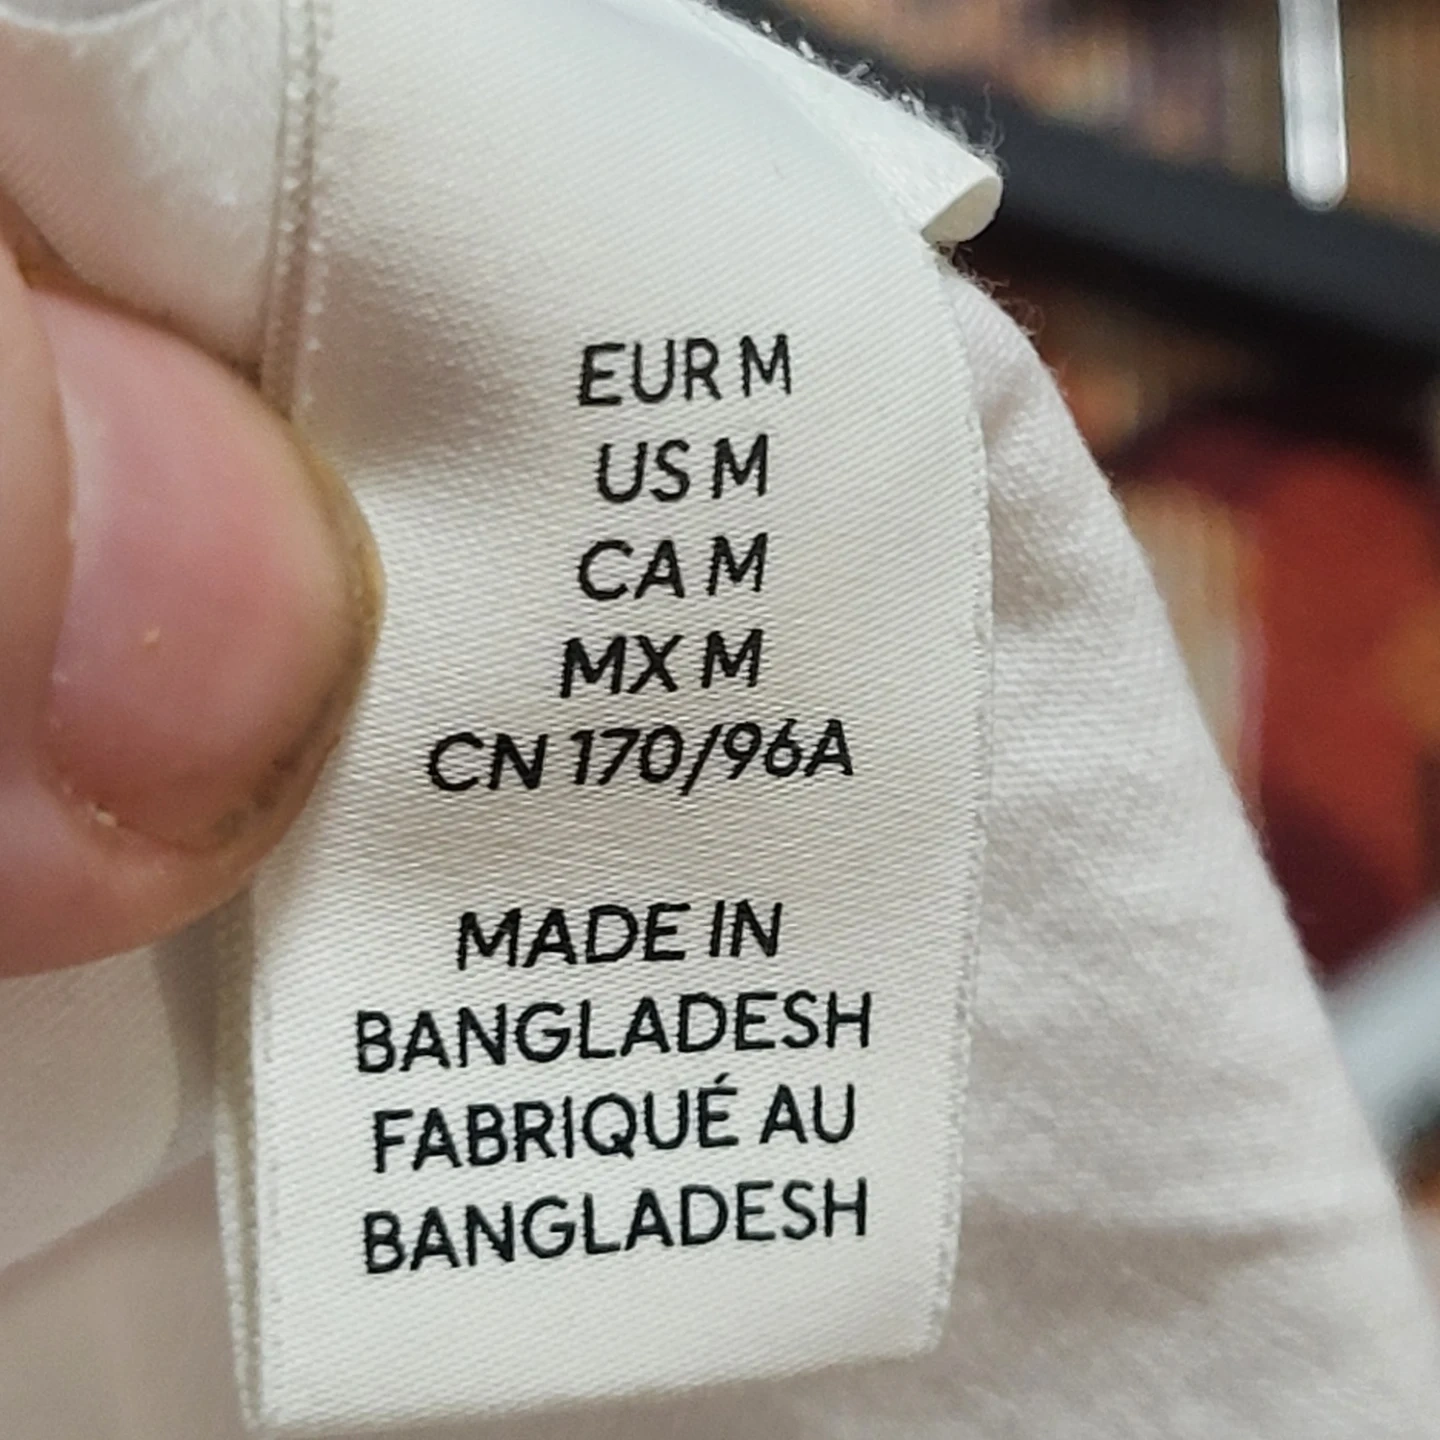 EUR M
US M
CA M
MX M
CN 170/96A
MADE IN
BANGLADESH
FABRIQUÉ AU
BANGLADESH